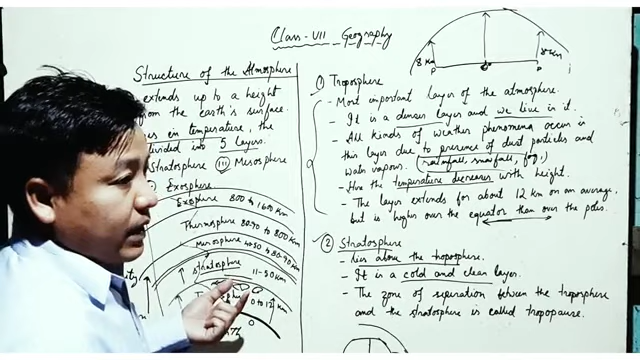 Class-VII Geography
Structure of the Atmosphere
extends up to a height
from the earth's surface.
in temperature, the
divided into 5 layers.
Stratosphere (iii) Mesosphere
Exosphere
Exosphere 800 to 1600 Km
Thermosphere 80-90 to 800 Km
Mesosphere 40-50 to 80-90 Km
Stratosphere 11-50 Km
0 to 12 Km
8 Km
P
P
① Troposphere
- Most important layer of the atmosphere.
- It is a denser layer and we live in it.
- All kinds of weather phenomena occur in
this layer due to presence of dust particles and
water vapour. (rainfall, snowfall, fog,)
- Here the temperature decreases with height.
- The layer extends for about 12 km on an average,
but is higher over the equator than over the poles.
② Stratosphere
- Lies above the troposphere.
- It is a cold and clean layer.
- The zone of seperation between the troposphere
and the stratosphere is called tropopause.